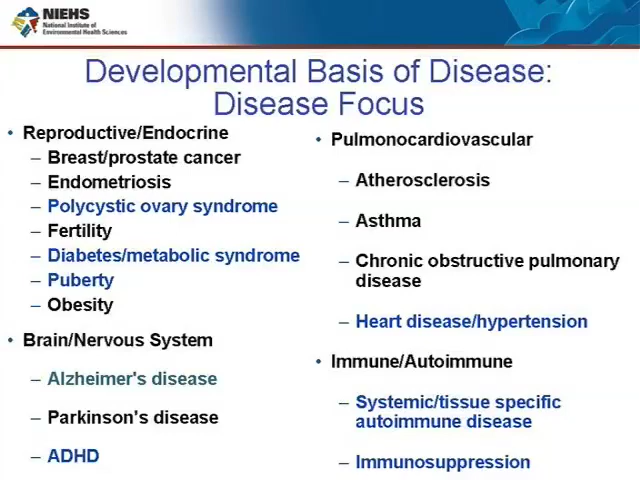 NIEHS
National Institute of
Environmental Health Sciences
Developmental Basis of Disease:
Disease Focus
• Reproductive/Endocrine
– Breast/prostate cancer
– Endometriosis
– Polycystic ovary syndrome
– Fertility
– Diabetes/metabolic syndrome
– Puberty
– Obesity
• Brain/Nervous System
– Alzheimer's disease
– Parkinson's disease
– ADHD
• Pulmonocardiovascular
– Atherosclerosis
– Asthma
– Chronic obstructive pulmonary
disease
– Heart disease/hypertension
• Immune/Autoimmune
– Systemic/tissue specific
autoimmune disease
– Immunosuppression